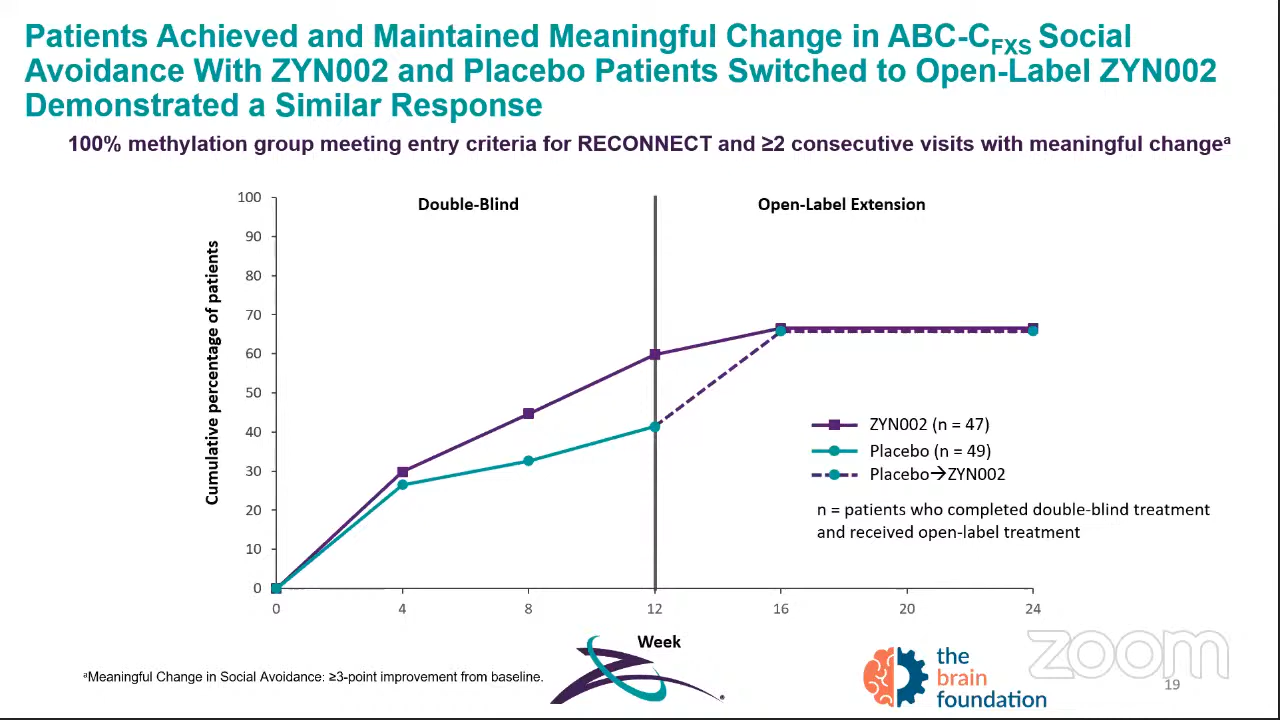 Patients Achieved and Maintained Meaningful Change in ABC-CFXS Social
Avoidance With ZYN002 and Placebo Patients Switched to Open-Label ZYN002
Demonstrated a Similar Response
100% methylation group meeting entry criteria for RECONNECT and ≥2 consecutive visits with meaningful changeᵃ
Double-Blind
Open-Label Extension
Cumulative percentage of patients
100
90
80
70
60
50
40
30
20
10
0
0 4 8 12 16 20 24
Week
ZYN002 (n = 47)
Placebo (n = 49)
Placebo→ZYN002
n = patients who completed double-blind treatment
and received open-label treatment
ᵃMeaningful Change in Social Avoidance: ≥3-point improvement from baseline.
the
brain
foundation
zoom
19